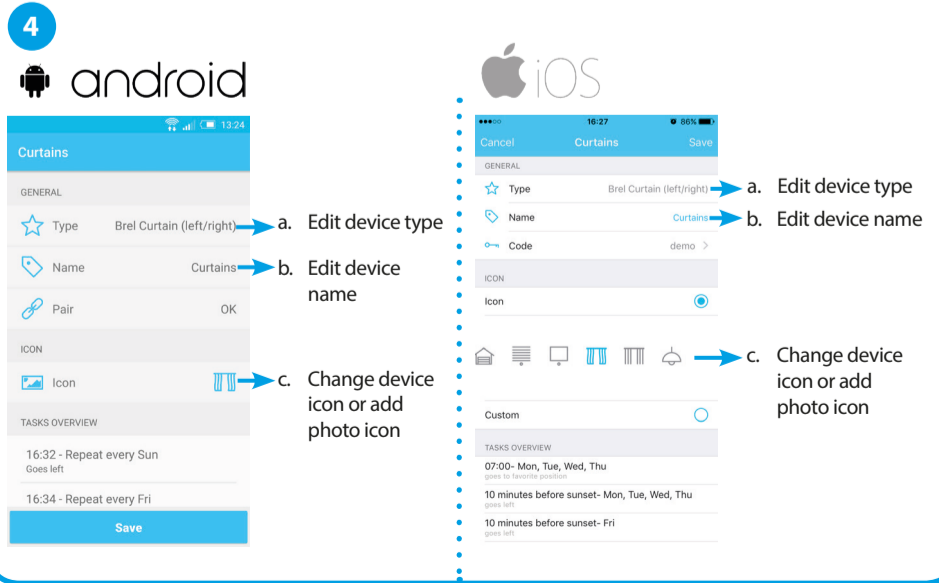 4
android
13:24
Curtains
GENERAL
Type Brel Curtain (left/right)
Name Curtains
Pair OK
ICON
Icon
TASKS OVERVIEW
16:32 - Repeat every Sun
Goes left
16:34 - Repeat every Fri
Save
a. Edit device type
b. Edit device
name
c. Change device
icon or add
photo icon
iOS
16:27 86%
Cancel Curtains Save
GENERAL
Type Brel Curtain (left/right)
Name Curtains
Code demo >
ICON
Icon
Custom
TASKS OVERVIEW
07:00- Mon, Tue, Wed, Thu
goes to favorite position
10 minutes before sunset- Mon, Tue, Wed, Thu
goes left
10 minutes before sunset- Fri
goes left
a. Edit device type
b. Edit device name
c. Change device
icon or add
photo icon